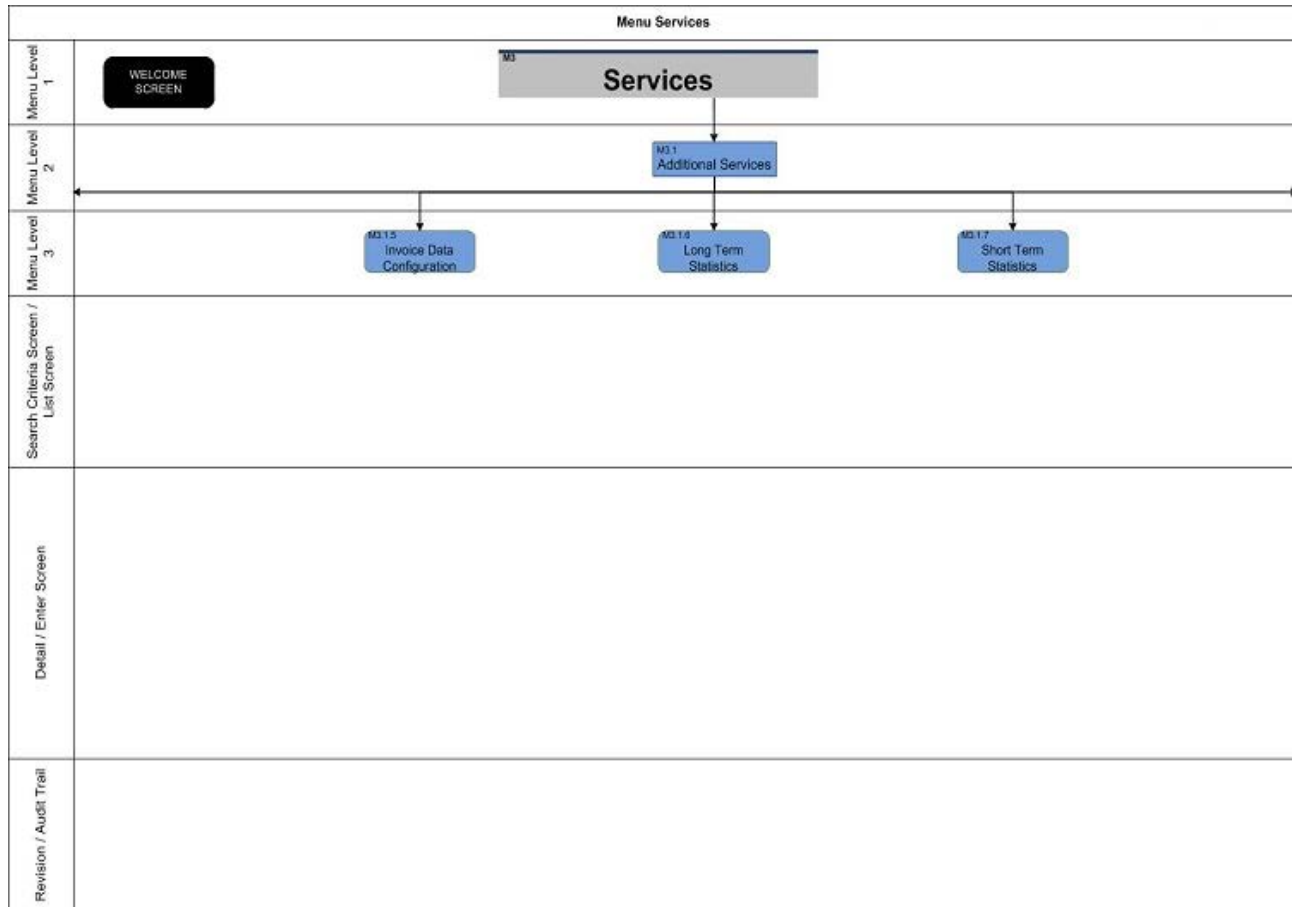 Menu Services
Menu Level
1
WELCOME
SCREEN
M3
Services
Menu Level
2
M3.1
Additional Services
Menu Level
3
M3.1.5
Invoice Data
Configuration
M3.1.6
Long Term
Statistics
M3.1.7
Short Term
Statistics
Search Criteria Screen /
List Screen
Detail / Enter Screen
Revision / Audit Trail